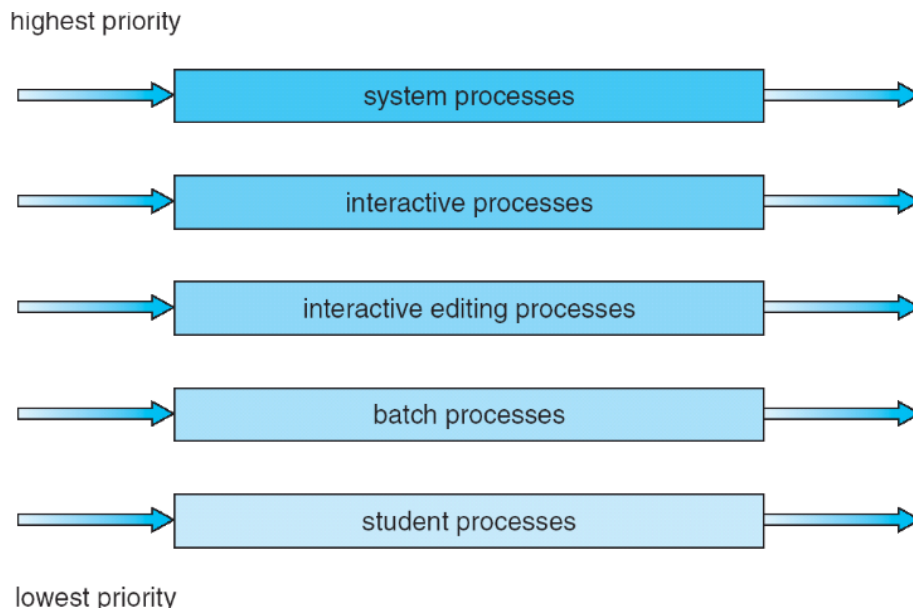 highest priority
system processes
interactive processes
interactive editing processes
batch processes
student processes
lowest priority